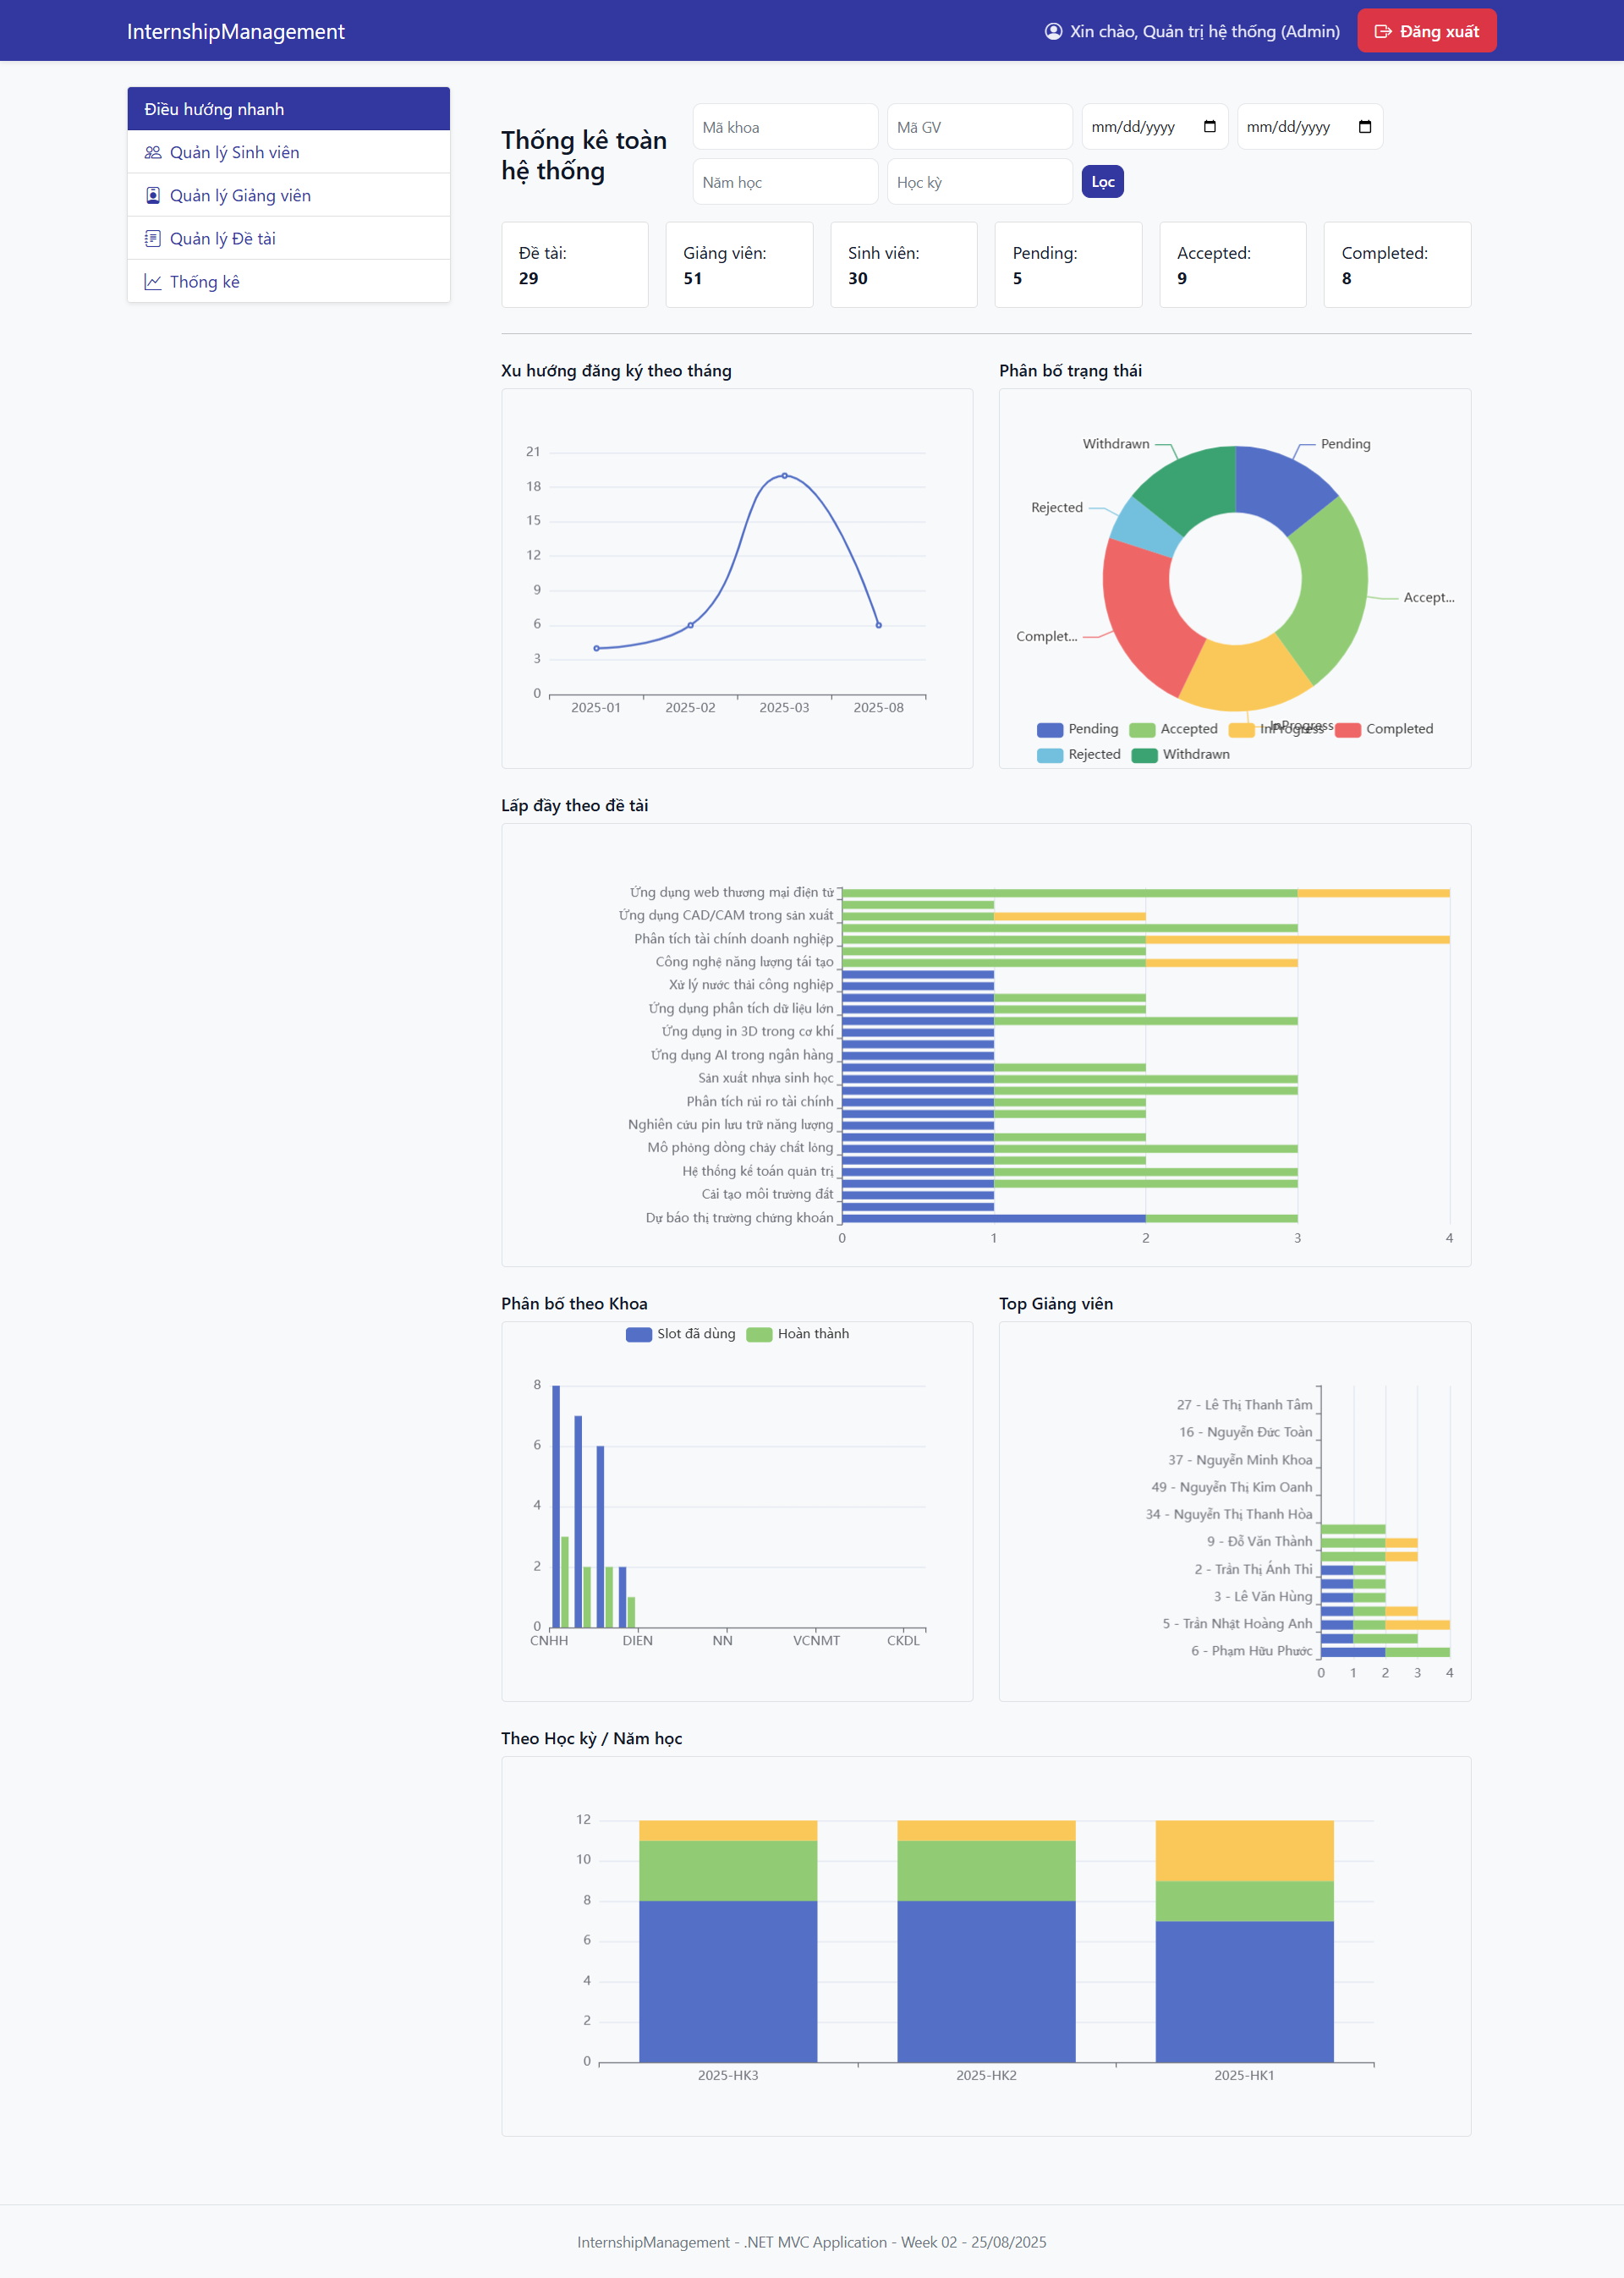 InternshipManagement
Xin chào, Quản trị hệ thống (Admin)
Đăng xuất
Điều hướng nhanh
Quản lý Sinh viên
Quản lý Giảng viên
Quản lý Đề tài
Thống kê
Thống kê toàn
hệ thống
Mã khoa
Mã GV
mm/dd/yyyy
mm/dd/yyyy
Năm học
Học kỳ
Lọc
Đề tài:
29
Giảng viên:
51
Sinh viên:
30
Pending:
5
Accepted:
9
Completed:
8
Xu hướng đăng ký theo tháng
21
18
15
12
9
6
3
0
2025-01 2025-02 2025-03 2025-08
Phân bố trạng thái
Withdrawn
Pending
Rejected
Accept...
Complet...
InProgress
Pending Accepted InProgress Completed
Rejected Withdrawn
Lấp đầy theo đề tài
Ứng dụng web thương mại điện tử
Ứng dụng CAD/CAM trong sản xuất
Phân tích tài chính doanh nghiệp
Công nghệ năng lượng tái tạo
Xử lý nước thải công nghiệp
Ứng dụng phân tích dữ liệu lớn
Ứng dụng in 3D trong cơ khí
Ứng dụng AI trong ngân hàng
Sản xuất nhựa sinh học
Phân tích rủi ro tài chính
Nghiên cứu pin lưu trữ năng lượng
Mô phỏng dòng chảy chất lỏng
Hệ thống kế toán quản trị
Cải tạo môi trường đất
Dự báo thị trường chứng khoán
0 1 2 3 4
Phân bố theo Khoa
Slot đã dùng Hoàn thành
8
6
4
2
0
CNHH DIEN NN VCNMT CKDL
Top Giảng viên
27 - Lê Thị Thanh Tâm
16 - Nguyễn Đức Toàn
37 - Nguyễn Minh Khoa
49 - Nguyễn Thị Kim Oanh
34 - Nguyễn Thị Thanh Hòa
9 - Đỗ Văn Thành
2 - Trần Thị Ánh Thi
3 - Lê Văn Hùng
5 - Trần Nhật Hoàng Anh
6 - Phạm Hữu Phước
0 1 2 3 4
Theo Học kỳ / Năm học
12
10
8
6
4
2
0
2025-HK3 2025-HK2 2025-HK1
InternshipManagement - .NET MVC Application - Week 02 - 25/08/2025